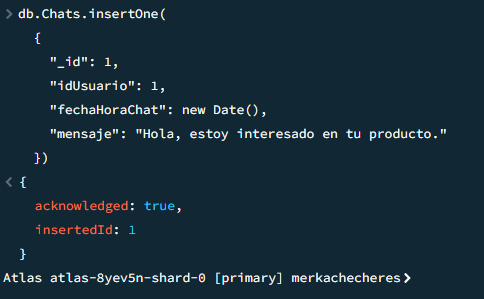 > db.Chats.insertOne(
{
"_id": 1,
"idUsuario": 1,
"fechaHoraChat": new Date(),
"mensaje": "Hola, estoy interesado en tu producto."
})
< {
acknowledged: true,
insertedId: 1
}
Atlas atlas-8yev5n-shard-0 [primary] merkachecheres>